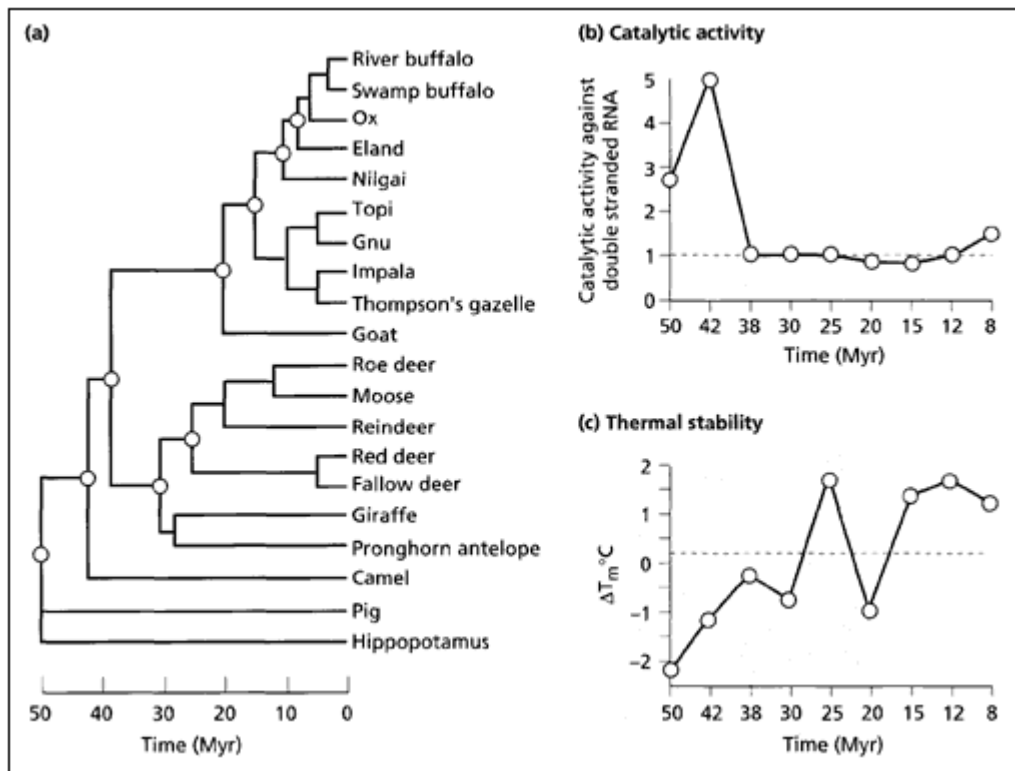 (a)
River buffalo
Swamp buffalo
Ox
Eland
Nilgai
Topi
Gnu
Impala
Thompson's gazelle
Goat
Roe deer
Moose
Reindeer
Red deer
Fallow deer
Giraffe
Pronghorn antelope
Camel
Pig
Hippopotamus
50 40 30 20 10 0
Time (Myr)
(b) Catalytic activity
Catalytic activity against
double stranded RNA
5
4
3
2
1
0
50 42 38 30 25 20 15 12 8
Time (Myr)
(c) Thermal stability
ΔTm°C
2
1
0
−1
−2
50 42 38 30 25 20 15 12 8
Time (Myr)